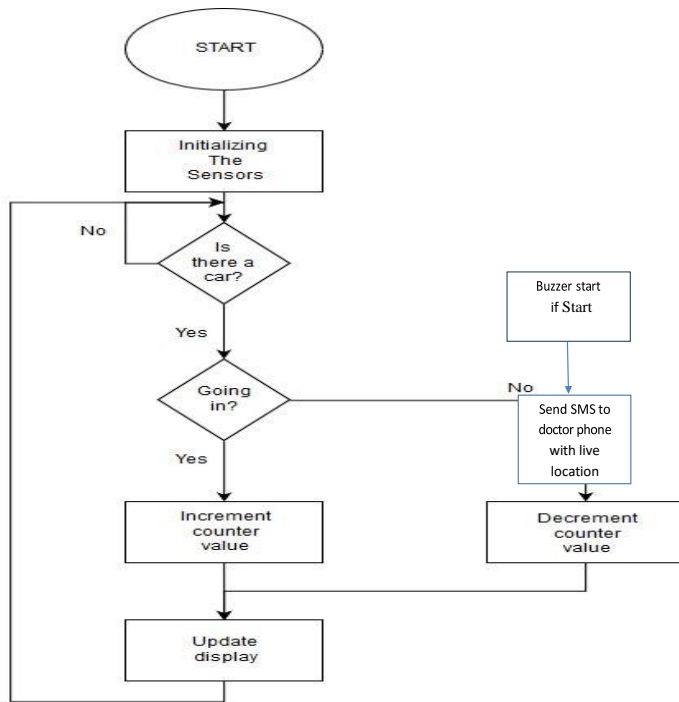 START
Initializing
The
Sensors
No
Is
there a
car?
Buzzer start
if Start
Yes
Going
in?
No
Send SMS to
doctor phone
with live
location
Yes
Increment
counter
value
Decrement
counter
value
Update
display